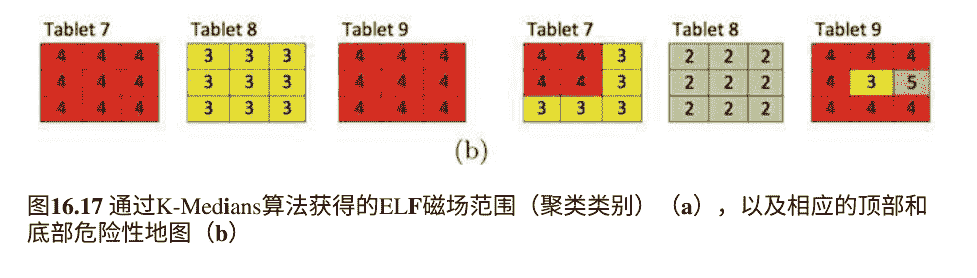 Tablet 7 Tablet 8 Tablet 9 Tablet 7 Tablet 8 Tablet 9
4 4 4 3 3 3 4 4 4 4 4 3 2 2 2 4 4 4
4 4 4 3 3 3 4 4 4 4 4 3 2 2 2 4 3 5
4 4 4 3 3 3 4 4 4 3 3 3 2 2 2 4 4 4
(b)
图16.17 通过K-Medians算法获得的ELF磁场范围（聚类类别）（a），以及相应的顶部和
底部危险性地图（b）